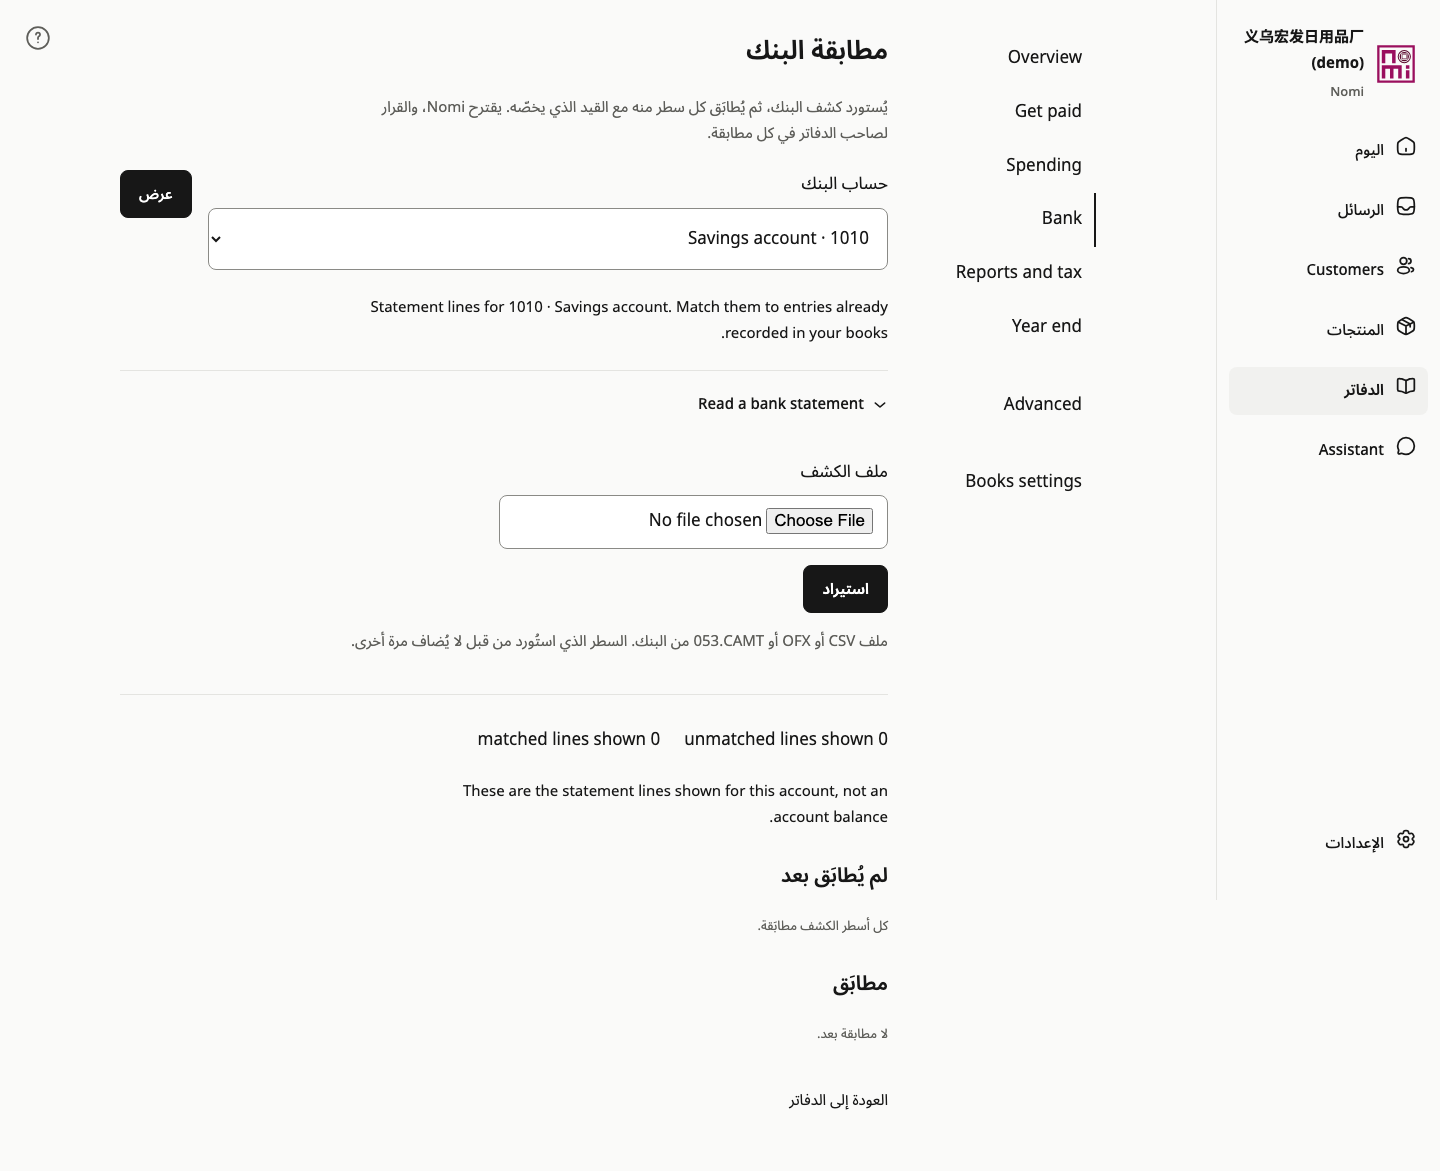 义乌宏发日用品厂
(demo)
Nomi
nomi
اليوم
الرسائل
Customers
المنتجات
الدفاتر
Assistant
الإعدادات
Overview
Get paid
Spending
Bank
Reports and tax
Year end
Advanced
Books settings
مطابقة البنك
يُستورد كشف البنك، ثم يُطابَق كل سطر منه مع القيد الذي يخصّه. يقترح Nomi، والقرار
لصاحب الدفاتر في كل مطابقة.
حساب البنك
1010 · Savings account
عرض
Statement lines for 1010 · Savings account. Match them to entries already
recorded in your books.
Read a bank statement
ملف الكشف
Choose File No file chosen
استيراد
ملف CSV أو OFX أو CAMT.053 من البنك. السطر الذي استُورد من قبل لا يُضاف مرة أخرى.
0 unmatched lines shown 0 matched lines shown
These are the statement lines shown for this account, not an
account balance.
لم يُطابَق بعد
كل أسطر الكشف مطابَقة.
مطابَق
لا مطابقة بعد.
العودة إلى الدفاتر
?